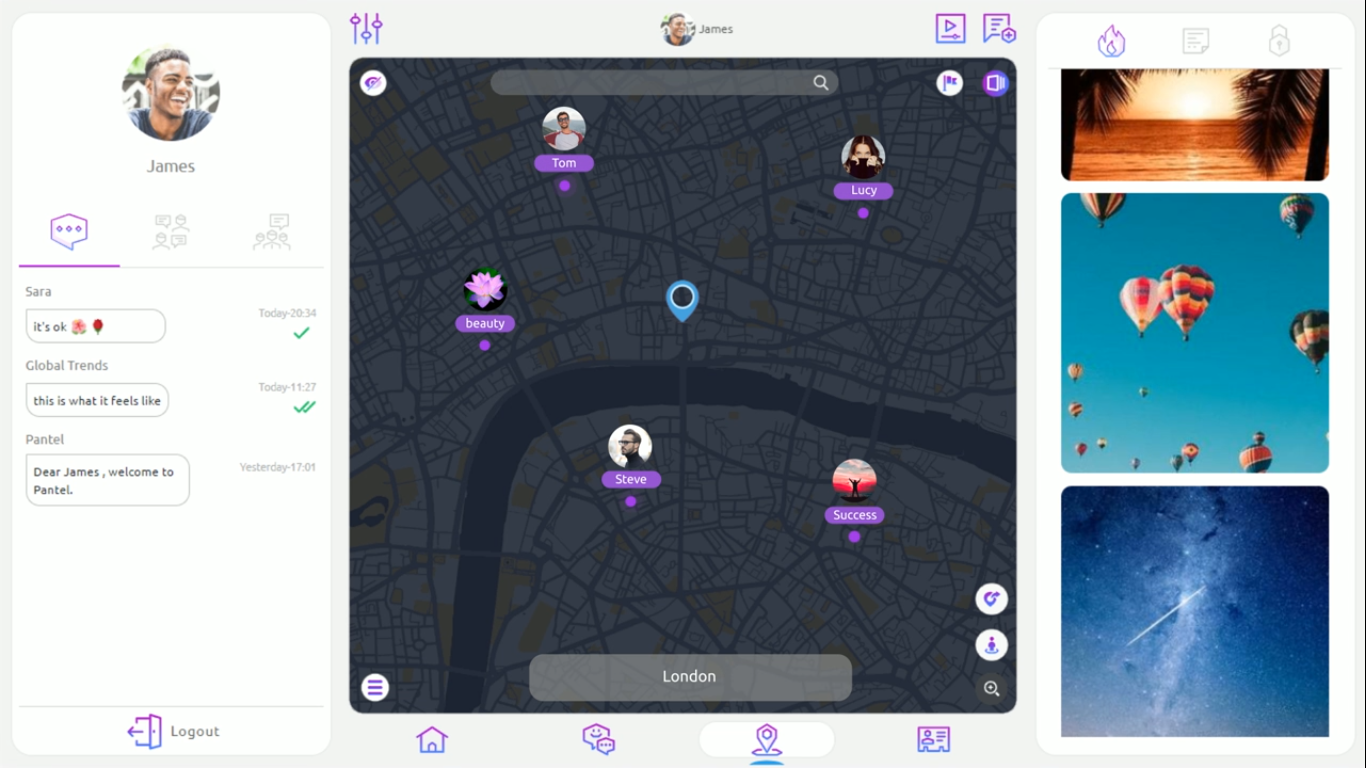 James
Sara
it's ok
Today-20:34
Global Trends
this is what it feels like
Today-11:27
Pantel
Dear James , welcome to
Pantel.
Yesterday-17:01
Logout
James
Tom
Lucy
beauty
Steve
Success
London